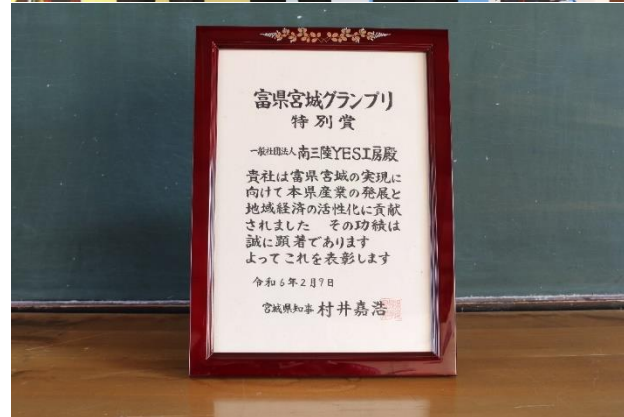 富県宮城グランプリ
特別賞
一般社団法人 南三陸YES工房殿
貴社は富県宮城の実現に
向けて本県産業の発展と
地域経済の活性化に貢献
されました その功績は
誠に顕著であります
よってこれを表彰します
令和6年2月7日
宮城県知事 村井嘉浩